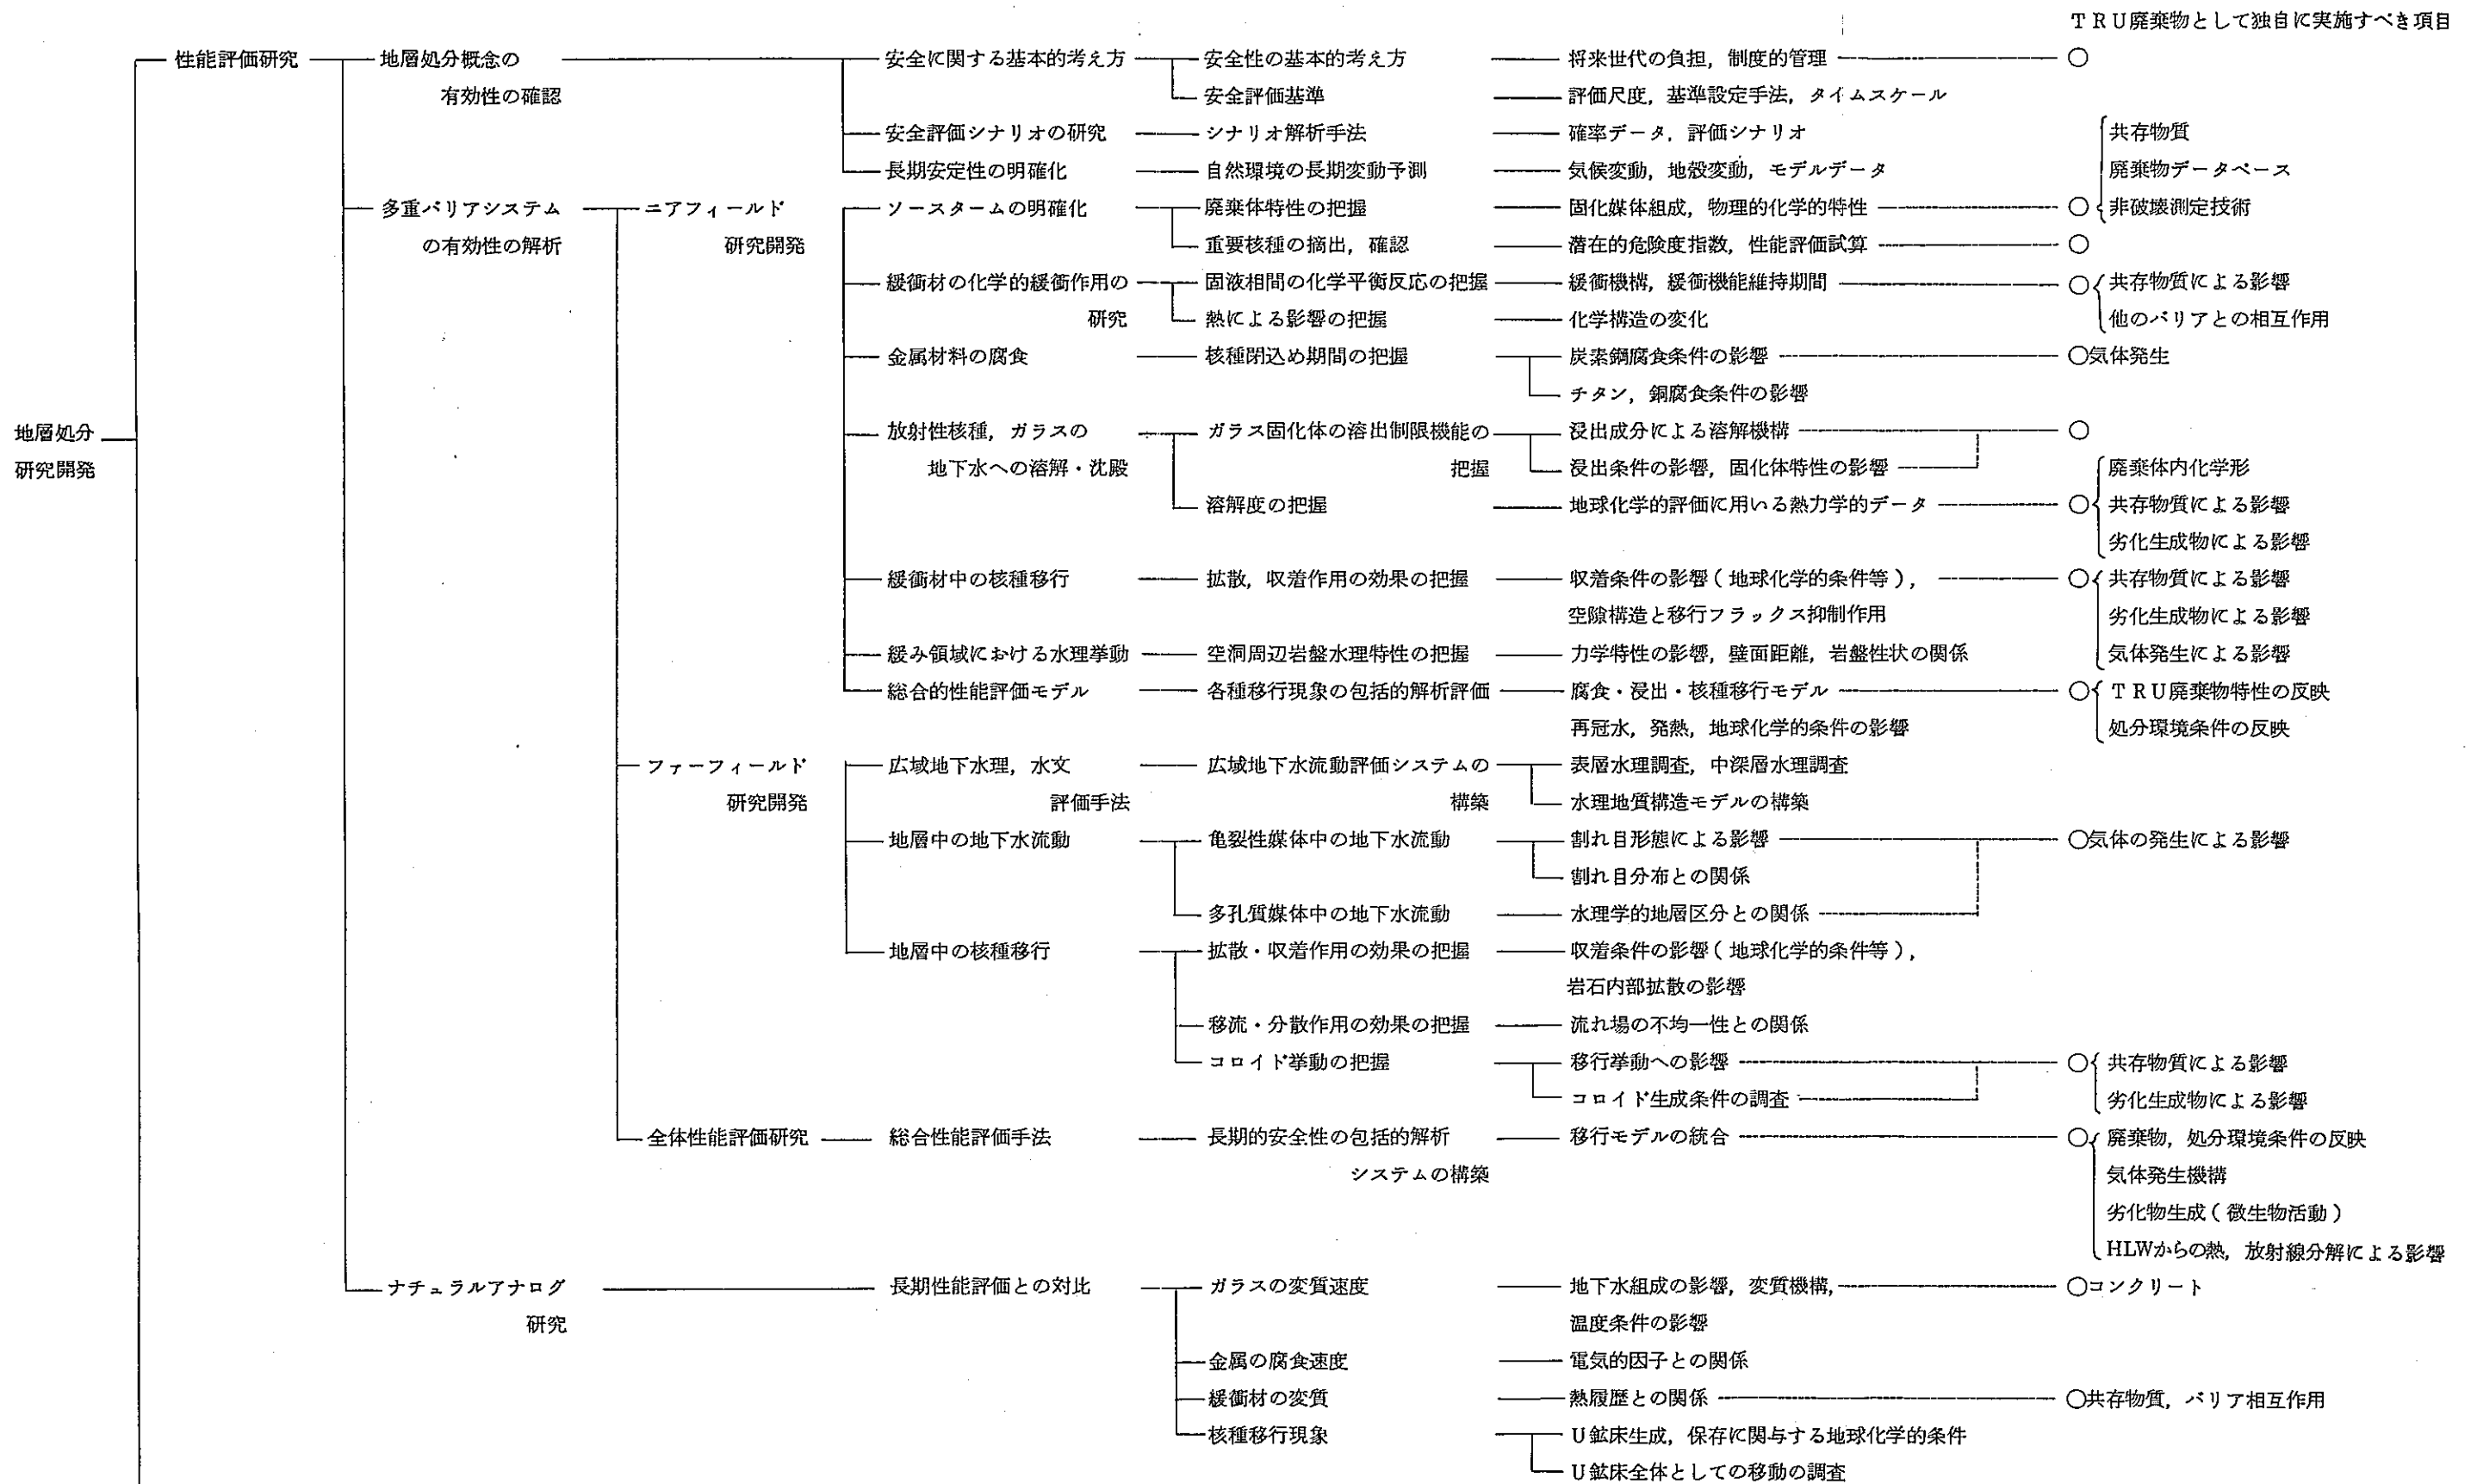 TRU廃棄物として独自に実施すべき項目
性能評価研究 地層処分概念の 安全に関する基本的考え方 安全性の基本的考え方 将来世代の負担,制度的管理 ○
有効性の確認 安全評価基準 評価尺度,基準設定手法,タイムスケール
安全評価シナリオの研究 シナリオ解析手法 確率データ,評価シナリオ 共存物質
長期安定性の明確化 自然環境の長期変動予測 気候変動,地殻変動,モデルデータ 廃棄物データベース
多重バリアシステム ニアフィールド ソースタームの明確化 廃棄体特性の把握 固化媒体組成,物理的化学的特性 ○ 非破壊測定技術
の有効性の解析 研究開発 重要核種の摘出,確認 潜在的危険度指数,性能評価試算 ○
緩衝材の化学的緩衝作用の 固液相間の化学平衡反応の把握 緩衝機構,緩衝機能維持期間 ○ 共存物質による影響
研究 熱による影響の把握 化学構造の変化 他のバリアとの相互作用
金属材料の腐食 核種閉込め期間の把握 炭素鋼腐食条件の影響 ○気体発生
チタン,銅腐食条件の影響
地層処分 放射性核種,ガラスの ガラス固化体の溶出制限機能の 浸出成分による溶解機構 ○
研究開発 地下水への溶解・沈殿 把握 浸出条件の影響,固化体特性の影響 廃棄体内化学形
溶解度の把握 地球化学的評価に用いる熱力学的データ ○ 共存物質による影響
劣化生成物による影響
緩衝材中の核種移行 拡散,収着作用の効果の把握 収着条件の影響(地球化学的条件等), ○ 共存物質による影響
空隙構造と移行フラックス抑制作用 劣化生成物による影響
緩み領域における水理挙動 空洞周辺岩盤水理特性の把握 力学特性の影響,壁面距離,岩盤性状の関係 気体発生による影響
総合的性能評価モデル 各種移行現象の包括的解析評価 腐食・浸出・核種移行モデル ○ TRU廃棄物特性の反映
再冠水,発熱,地球化学的条件の影響 処分環境条件の反映
ファーフィールド 広域地下水理,水文 広域地下水流動評価システムの 表層水理調査,中深層水理調査
研究開発 評価手法 構築 水理地質構造モデルの構築
地層中の地下水流動 亀裂性媒体中の地下水流動 割れ目形態による影響 ○気体の発生による影響
割れ目分布との関係
多孔質媒体中の地下水流動 水理学的地層区分との関係
地層中の核種移行 拡散・収着作用の効果の把握 収着条件の影響(地球化学的条件等),
岩石内部拡散の影響
移流・分散作用の効果の把握 流れ場の不均一性との関係
コロイド挙動の把握 移行挙動への影響 ○ 共存物質による影響
コロイド生成条件の調査 劣化生成物による影響
全体性能評価研究 総合性能評価手法 長期的安全性の包括的解析 移行モデルの統合 ○ 廃棄物,処分環境条件の反映
システムの構築 気体発生機構
劣化物生成(微生物活動)
HLWからの熱,放射線分解による影響
ナチュラルアナログ 長期性能評価との対比 ガラスの変質速度 地下水組成の影響,変質機構, ○コンクリート
研究 温度条件の影響
金属の腐食速度 電気的因子との関係
緩衝材の変質 熱履歴との関係 ○共存物質,バリア相互作用
核種移行現象 U鉱床生成,保存に関与する地球化学的条件
U鉱床全体としての移動の調査